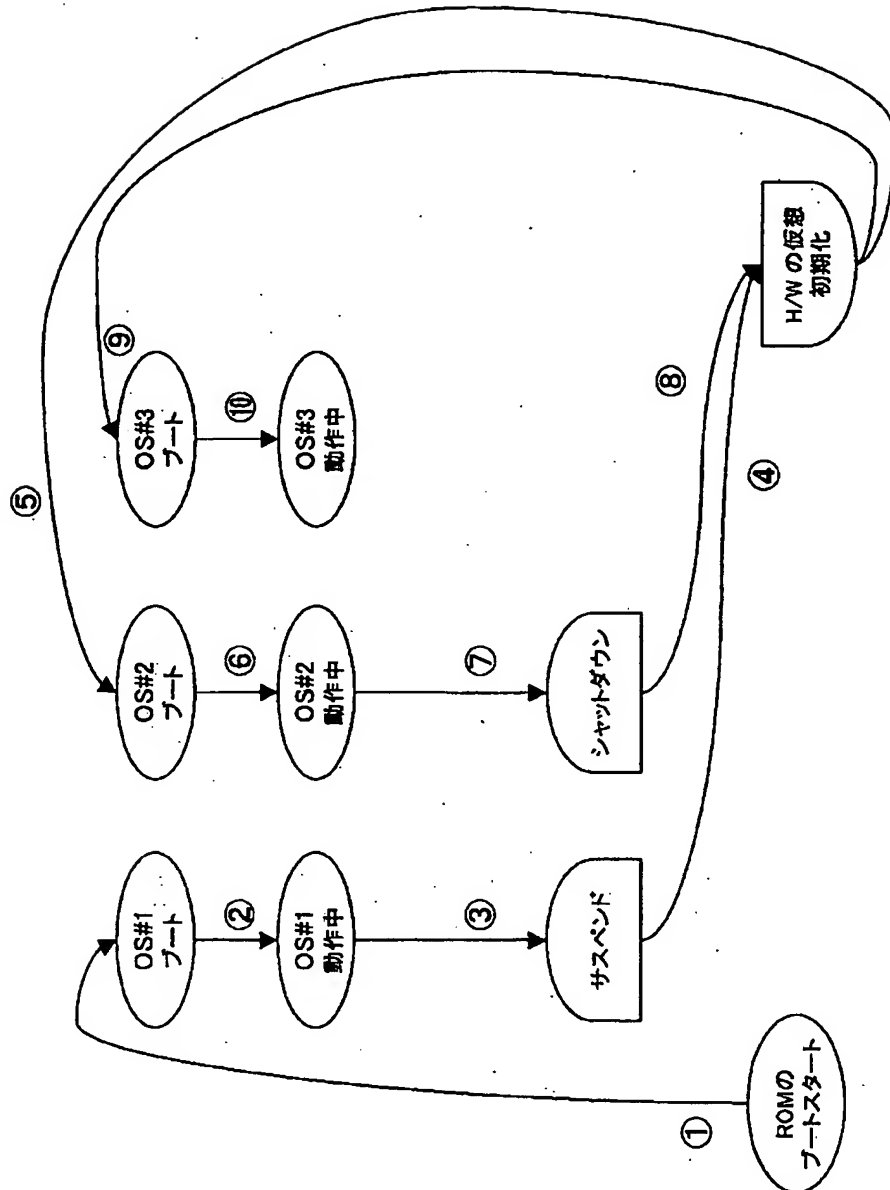 ①
ROMの
ブートスタート
OS#1
ブート
②
OS#1
動作中
③
サスペンド
④
⑤
OS#2
ブート
⑥
OS#2
動作中
⑦
シャットダウン
⑧
H/Wの仮想
初期化
⑨
OS#3
ブート
⑩
OS#3
動作中